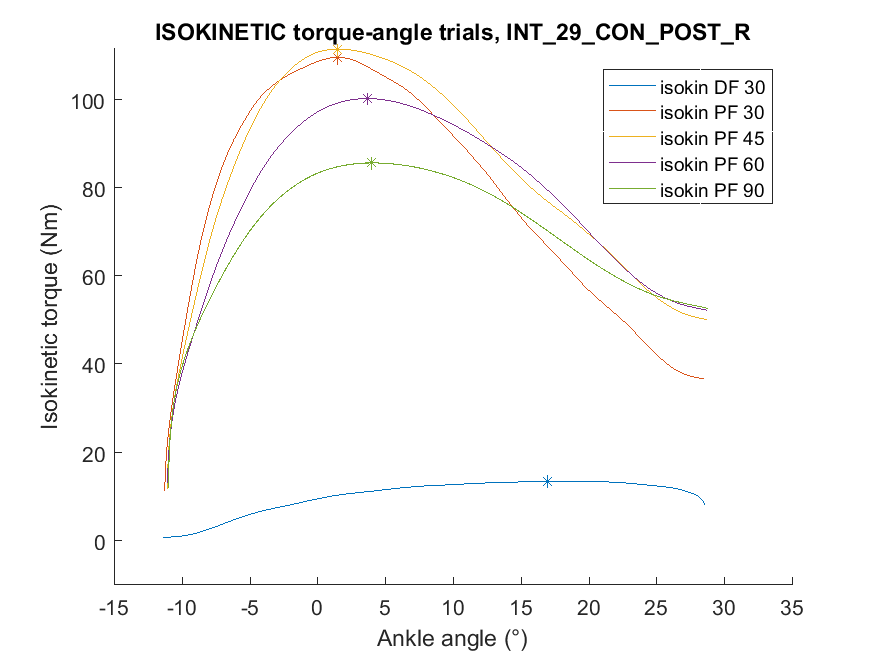 ISOKINETIC torque-angle trials, INT_29_CON_POST_R
isokin DF 30
isokin PF 30
isokin PF 45
isokin PF 60
isokin PF 90
Isokinetic torque (Nm)
100
80
60
40
20
0
-15 -10 -5 0 5 10 15 20 25 30 35
Ankle angle (°)